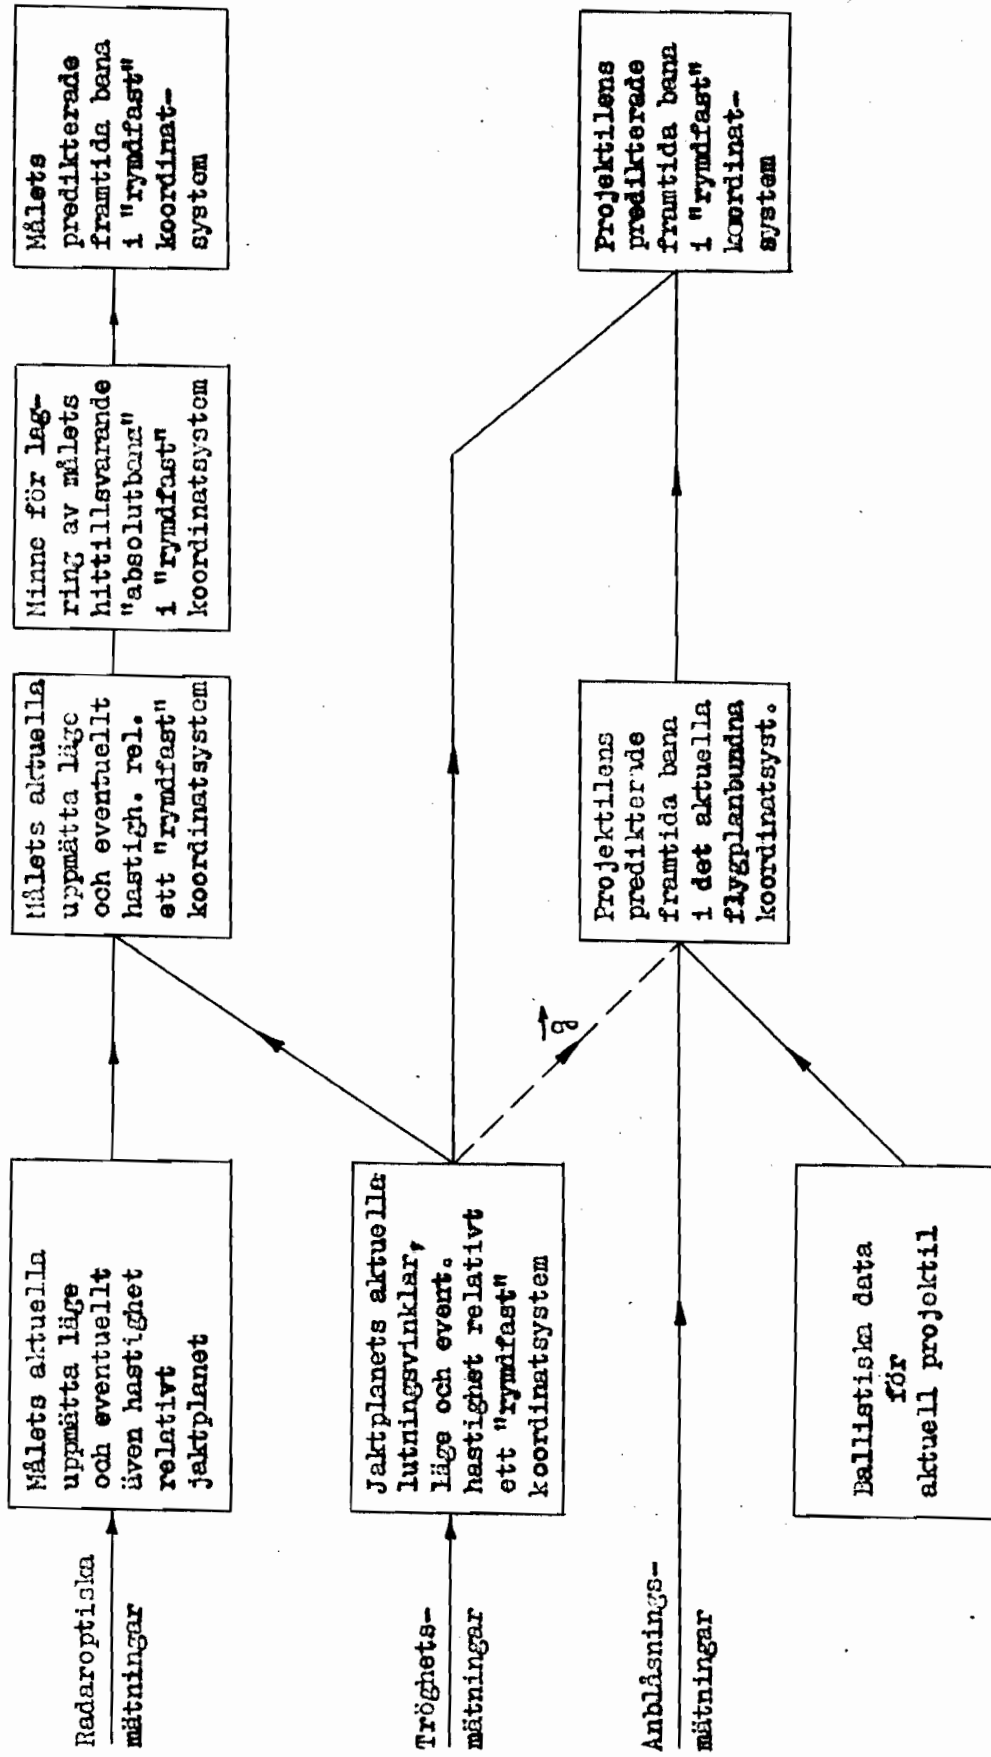 Radaroptiska
mätningar
Målets aktuella
uppmätta läge
och eventuellt
även hastighet
relativt
jaktplanet
Målets aktuella
uppmätta läge
och eventuellt
hastigh. rel.
ett "rymdfast"
koordinatsystem
Minne för lag-
ring av målets
hittillsvarande
"absolutbana"
i "rymdfast"
koordinatsystem
Målets
predikterade
framtida bana
i "rymdfast"
koordinat-
system
Tröghets-
mätningar
Jaktplanets aktuella
lutningsvinklar,
läge och event.
hastighet relativt
ett "rymdfast"
koordinatsystem
g
Anblåsnings-
mätningar
Projektilens
predikterade
framtida bana
i det aktuella
flygplanbundna
koordinatsyst.
Projektilens
predikterade
framtida bana
i "rymdfast"
koordinat-
system
Ballistiska data
för
aktuell projektil